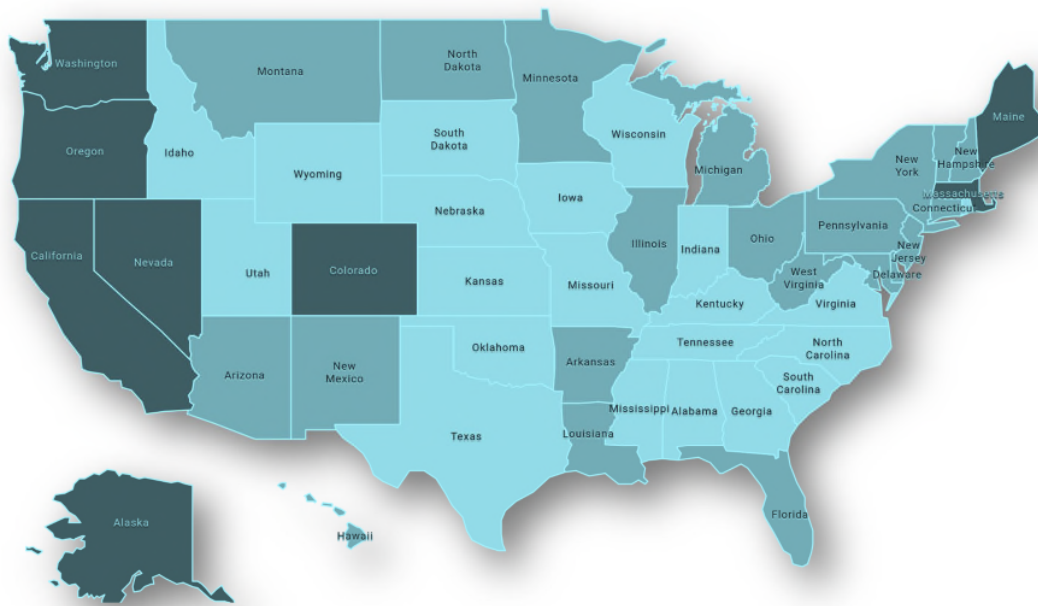 Washington
Montana
North
Dakota
Minnesota
Maine
Oregon
Idaho
South
Dakota
Wisconsin
Michigan
New
York
New
Hampshire
Wyoming
Massachusetts
Connecticut
Iowa
Nebraska
Pennsylvania
California
Nevada
Utah
Colorado
Illinois
Indiana
Ohio
New
Jersey
Delaware
Kansas
Missouri
West
Virginia
Kentucky
Virginia
Oklahoma
Tennessee
North
Carolina
Arizona
New
Mexico
Arkansas
South
Carolina
Mississippi
Alabama
Georgia
Texas
Louisiana
Florida
Alaska
Hawaii